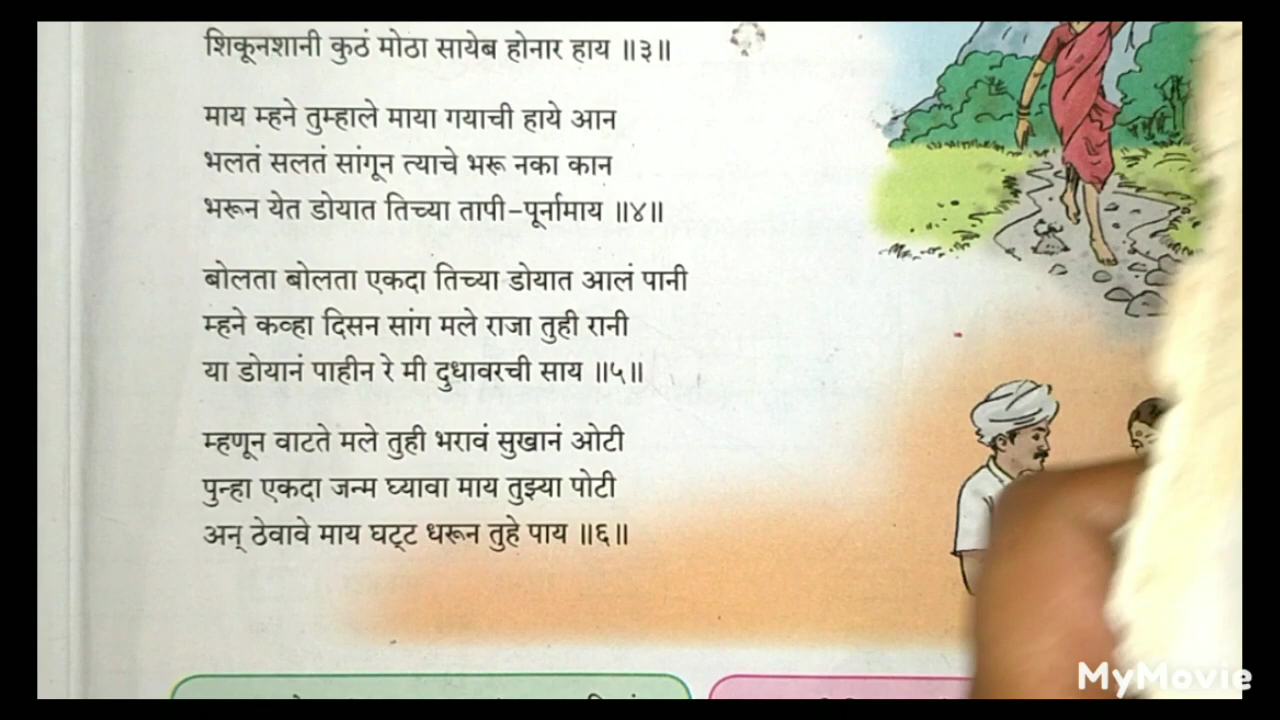 शिकूनशानी कुठं मोठा सायेब होनार हाय ॥३॥
माय म्हने तुम्हाले माया गयाची हाये आन
भलतं सलतं सांगून त्याचे भरू नका कान
भरून येत डोयात तिच्या तापी-पूर्नामाय ॥४॥
बोलता बोलता एकदा तिच्या डोयात आलं पानी
म्हने कव्हा दिसन सांग मले राजा तुही रानी
या डोयानं पाहीन रे मी दुधावरची साय ॥५॥
म्हणून वाटते मले तुही भरावं सुखानं ओटी
पुन्हा एकदा जन्म घ्यावा माय तुझ्या पोटी
अन् ठेवावे माय घट्ट धरून तुहे पाय ॥६॥
MyMovie